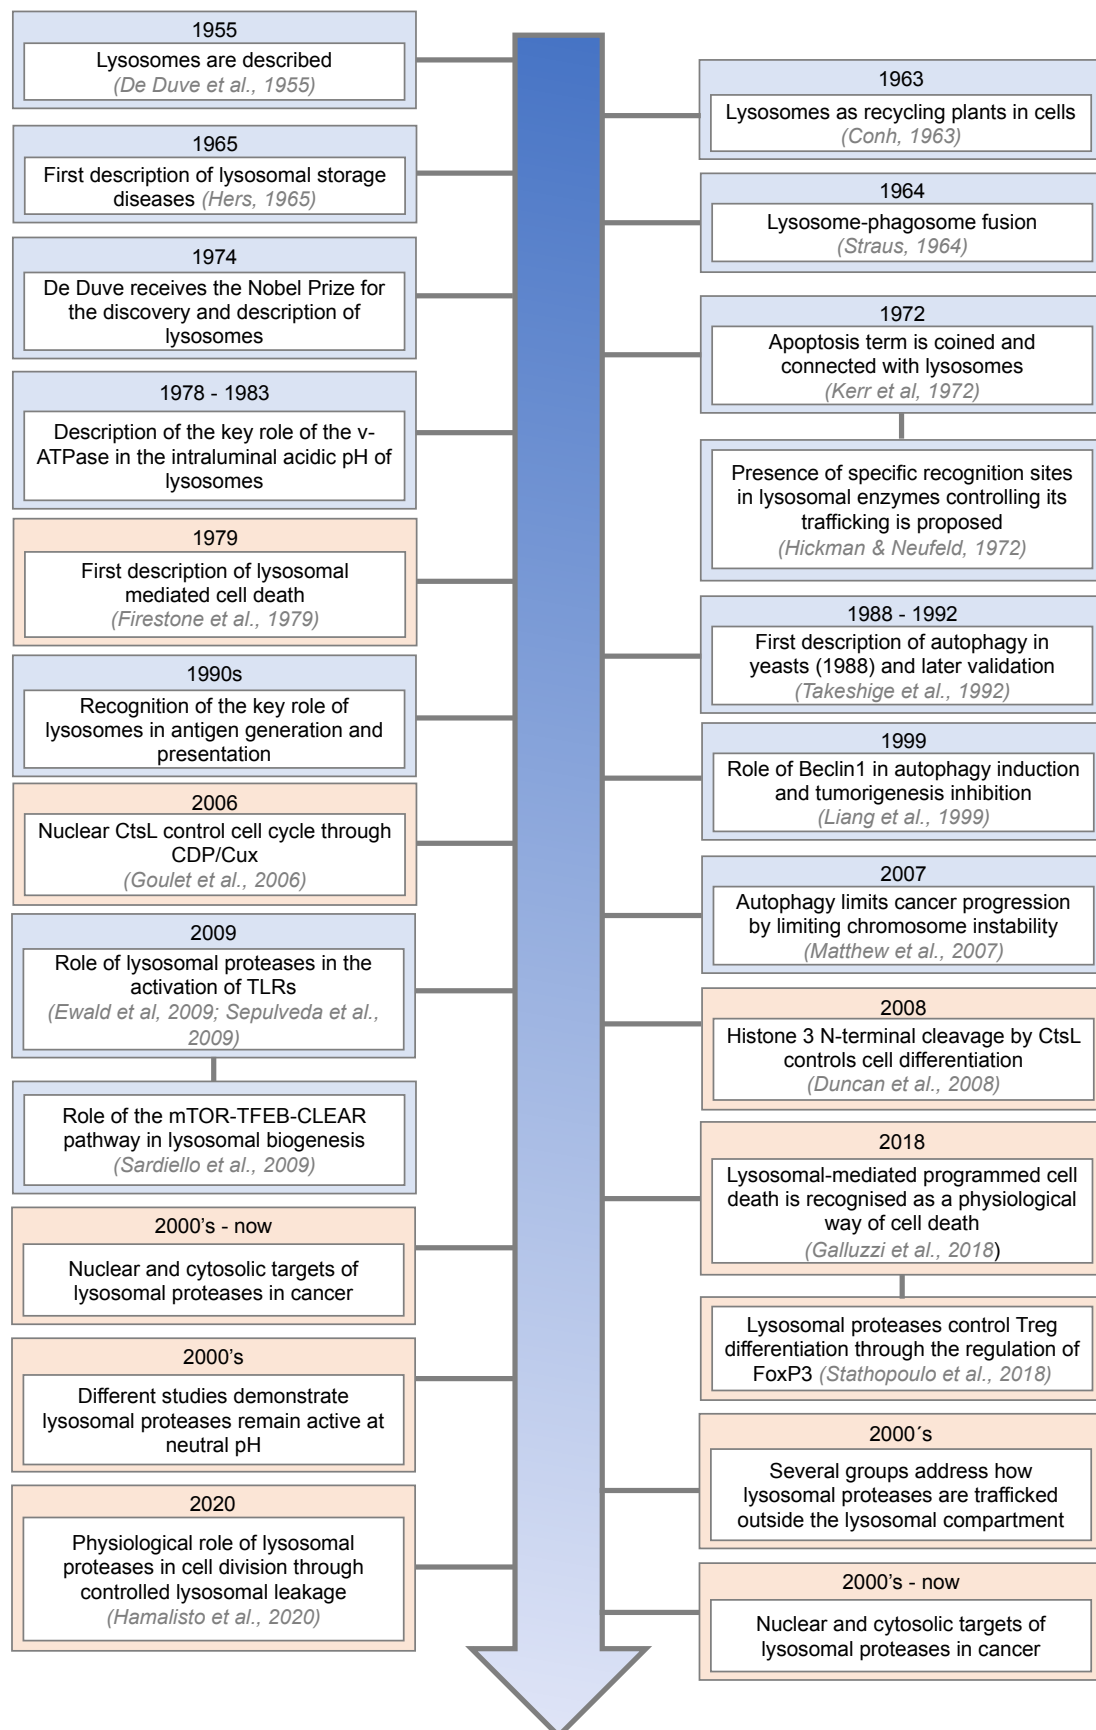 1955
Lysosomes are described
(De Duve et al., 1955)
1965
First description of lysosomal storage
diseases (Hers, 1965)
1974
De Duve receives the Nobel Prize for
the discovery and description of
lysosomes
1978 - 1983
Description of the key role of the v-
ATPase in the intraluminal acidic pH of
lysosomes
1979
First description of lysosomal
mediated cell death
(Firestone et al., 1979)
1990s
Recognition of the key role of
lysosomes in antigen generation and
presentation
2006
Nuclear CtsL control cell cycle through
CDP/Cux
(Goulet et al., 2006)
2009
Role of lysosomal proteases in the
activation of TLRs
(Ewald et al, 2009; Sepulveda et al.,
2009)
Role of the mTOR-TFEB-CLEAR
pathway in lysosomal biogenesis
(Sardiello et al., 2009)
2000's - now
Nuclear and cytosolic targets of
lysosomal proteases in cancer
2000's
Different studies demonstrate
lysosomal proteases remain active at
neutral pH
2020
Physiological role of lysosomal
proteases in cell division through
controlled lysosomal leakage
(Hamalisto et al., 2020)
1963
Lysosomes as recycling plants in cells
(Conh, 1963)
1964
Lysosome-phagosome fusion
(Straus, 1964)
1972
Apoptosis term is coined and
connected with lysosomes
(Kerr et al, 1972)
Presence of specific recognition sites
in lysosomal enzymes controlling its
trafficking is proposed
(Hickman & Neufeld, 1972)
1988 - 1992
First description of autophagy in
yeasts (1988) and later validation
(Takeshige et al., 1992)
1999
Role of Beclin1 in autophagy induction
and tumorigenesis inhibition
(Liang et al., 1999)
2007
Autophagy limits cancer progression
by limiting chromosome instability
(Matthew et al., 2007)
2008
Histone 3 N-terminal cleavage by CtsL
controls cell differentiation
(Duncan et al., 2008)
2018
Lysosomal-mediated programmed cell
death is recognised as a physiological
way of cell death
(Galluzzi et al., 2018)
Lysosomal proteases control Treg
differentiation through the regulation of
FoxP3 (Stathopoulo et al., 2018)
2000´s
Several groups address how
lysosomal proteases are trafficked
outside the lysosomal compartment
2000's - now
Nuclear and cytosolic targets of
lysosomal proteases in cancer